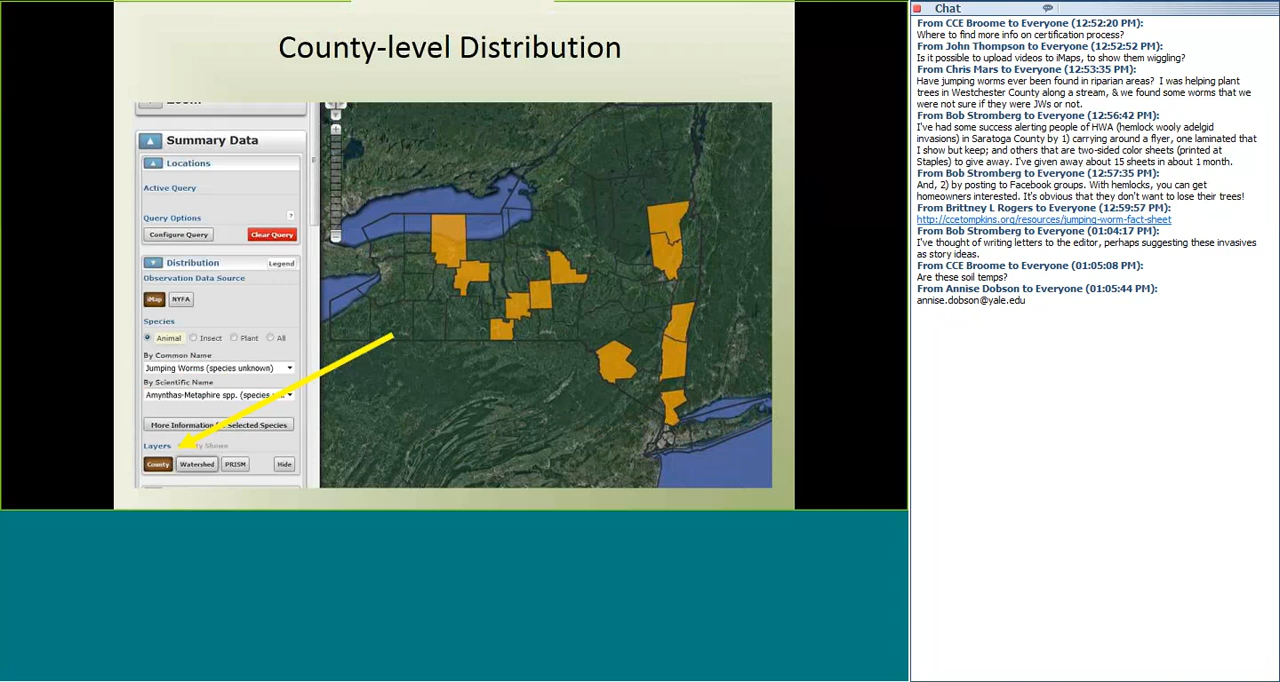 County-level Distribution
Summary Data
Locations
Active Query
Query Options
?
Configure Query
Clear Query
Distribution
Legend
Observation Data Source
iMap
NYFA
Species
Animal
Insect
Plant
All
By Common Name
Jumping Worms (species unknown)
By Scientific Name
Amynthas-Metaphire spp. (species
More Information
Selected Species
Layers
Shown
County
Watershed
PRISM
Hide
Chat
From CCE Broome to Everyone (12:52:20 PM):
Where to find more info on certification process?
From John Thompson to Everyone (12:52:52 PM):
Is it possible to upload videos to iMaps, to show them wiggling?
From Chris Mars to Everyone (12:53:35 PM):
Have jumping worms ever been found in riparian areas? I was helping plant
trees in Westchester County along a stream, & we found some worms that we
were not sure if they were JWs or not.
From Bob Stromberg to Everyone (12:56:42 PM):
I've had some success alerting people of HWA (hemlock wooly adelgid
invasions) in Saratoga County by 1) carrying around a flyer, one laminated that
I show but keep; and others that are two-sided color sheets (printed at
Staples) to give away. I've given away about 15 sheets in about 1 month.
From Bob Stromberg to Everyone (12:57:35 PM):
And, 2) by posting to Facebook groups. With hemlocks, you can get
homeowners interested. It's obvious that they don't want to lose their trees!
From Brittney L Rogers to Everyone (12:59:57 PM):
http://ccetompkins.org/resources/jumping-worm-fact-sheet
From Bob Stromberg to Everyone (01:04:17 PM):
I've thought of writing letters to the editor, perhaps suggesting these invasives
as story ideas.
From CCE Broome to Everyone (01:05:08 PM):
Are these soil temps?
From Annise Dobson to Everyone (01:05:44 PM):
annise.dobson@yale.edu